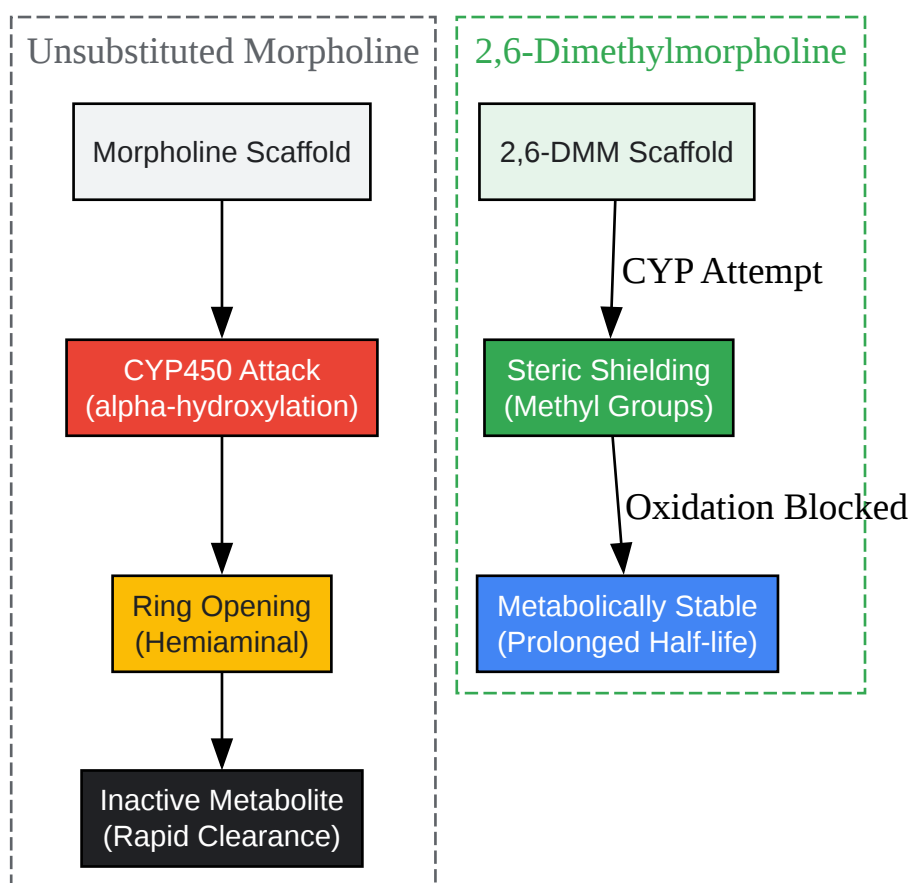 Unsubstituted Morpholine
Morpholine Scaffold
CYP450 Attack
(alpha-hydroxylation)
Ring Opening
(Hemiaminal)
Inactive Metabolite
(Rapid Clearance)
2,6-Dimethylmorpholine
2,6-DMM Scaffold
CYP Attempt
Steric Shielding
(Methyl Groups)
Oxidation Blocked
Metabolically Stable
(Prolonged Half-life)